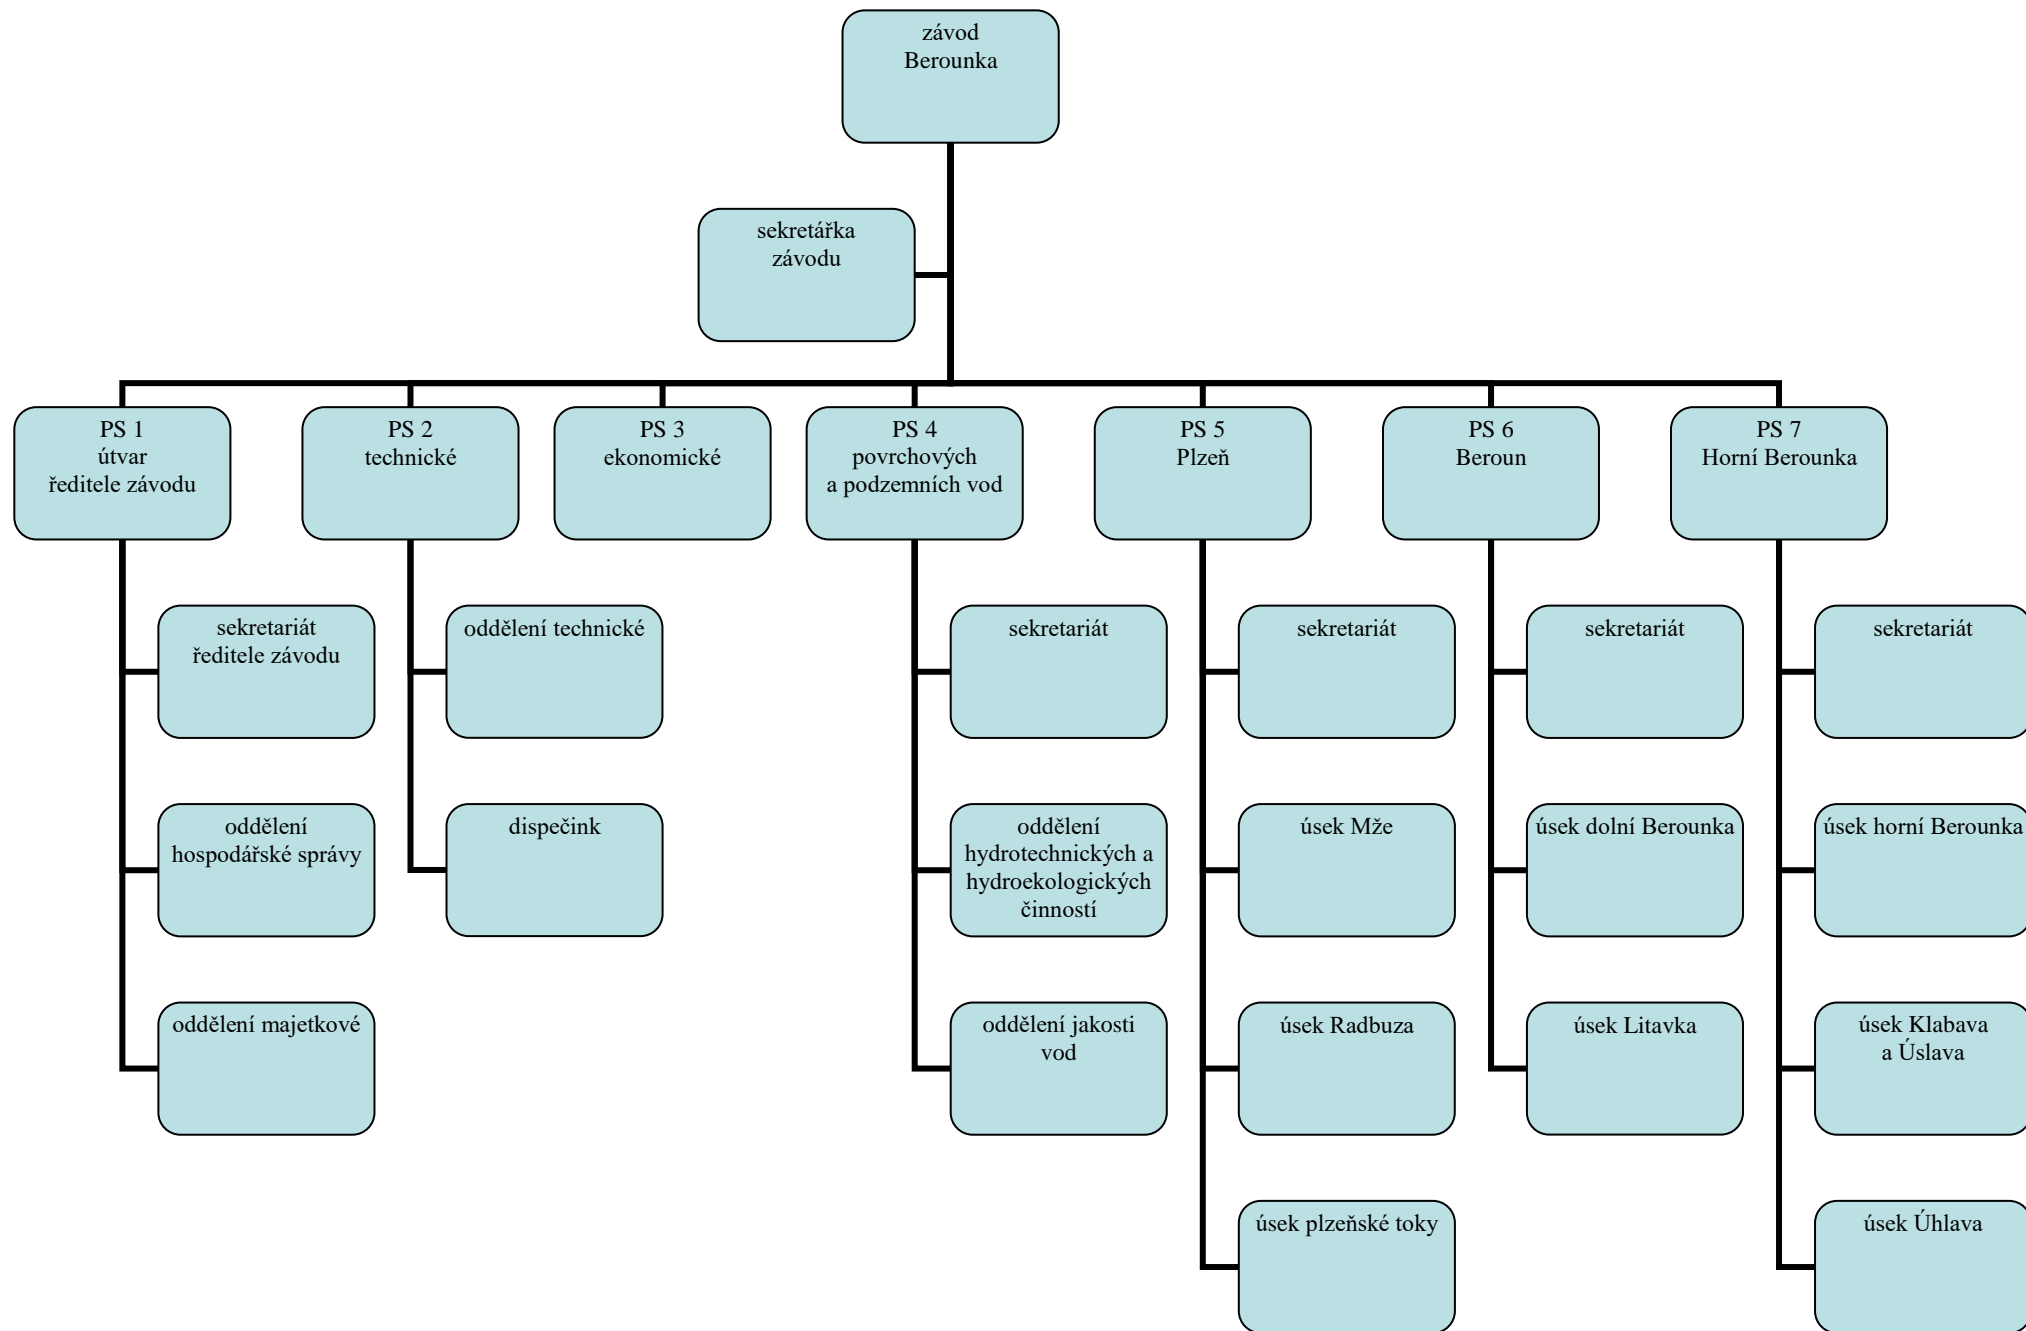 závod
Berounka
sekretářka
závodu
PS 1
útvar
ředitele závodu
PS 2
technické
PS 3
ekonomické
PS 4
povrchových
a podzemních vod
PS 5
Plzeň
PS 6
Beroun
PS 7
Horní Berounka
sekretariát
ředitele závodu
oddělení technické
sekretariát
sekretariát
sekretariát
sekretariát
oddělení
hospodářské správy
dispečink
oddělení
hydrotechnických a
hydroekologických
činností
úsek Mže
úsek dolní Berounka
úsek horní Berounka
oddělení majetkové
oddělení jakosti
vod
úsek Radbuza
úsek Litavka
úsek Klabava
a Úslava
úsek plzeňské toky
úsek Úhlava